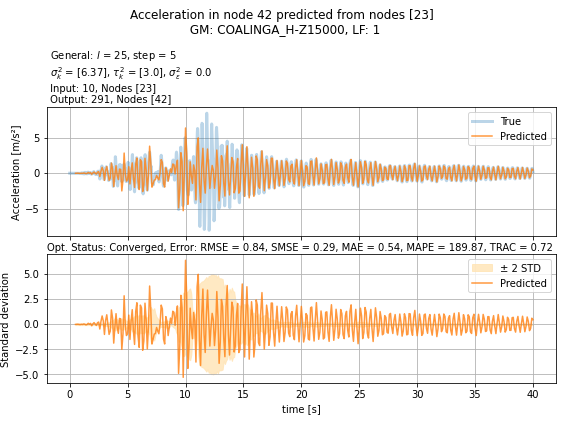 Acceleration in node 42 predicted from nodes [23]
GM: COALINGA_H-Z15000, LF: 1
General: l = 25, step = 5
σ²ₖ = [6.37], τ²ₖ = [3.0], σ²ₑ = 0.0
Input: 10, Nodes [23]
Output: 291, Nodes [42]
Acceleration [m/s²]
5
0
−5
True
Predicted
Opt. Status: Converged, Error: RMSE = 0.84, SMSE = 0.29, MAE = 0.54, MAPE = 189.87, TRAC = 0.72
Standard deviation
5.0
2.5
0.0
−2.5
−5.0
± 2 STD
Predicted
0 5 10 15 20 25 30 35 40
time [s]